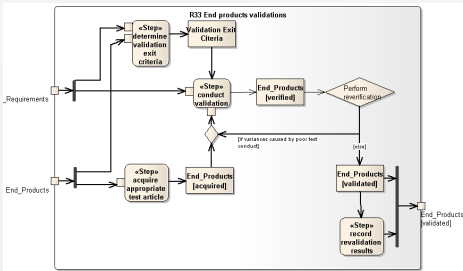 R33 End products validations
«Step»
determine
validation
exit
criteria
Validation Exit
Criteria
_Requirements
«Step»
conduct
validation
End_Products
[verified]
Perform
reverification
[if variances caused by poor test
conduct]
[else]
End_Products
«Step»
acquire
appropriate
test article
End_Products
[acquired]
End_Products
[validated]
«Step»
record
revalidation
results
End_Products
[validated]